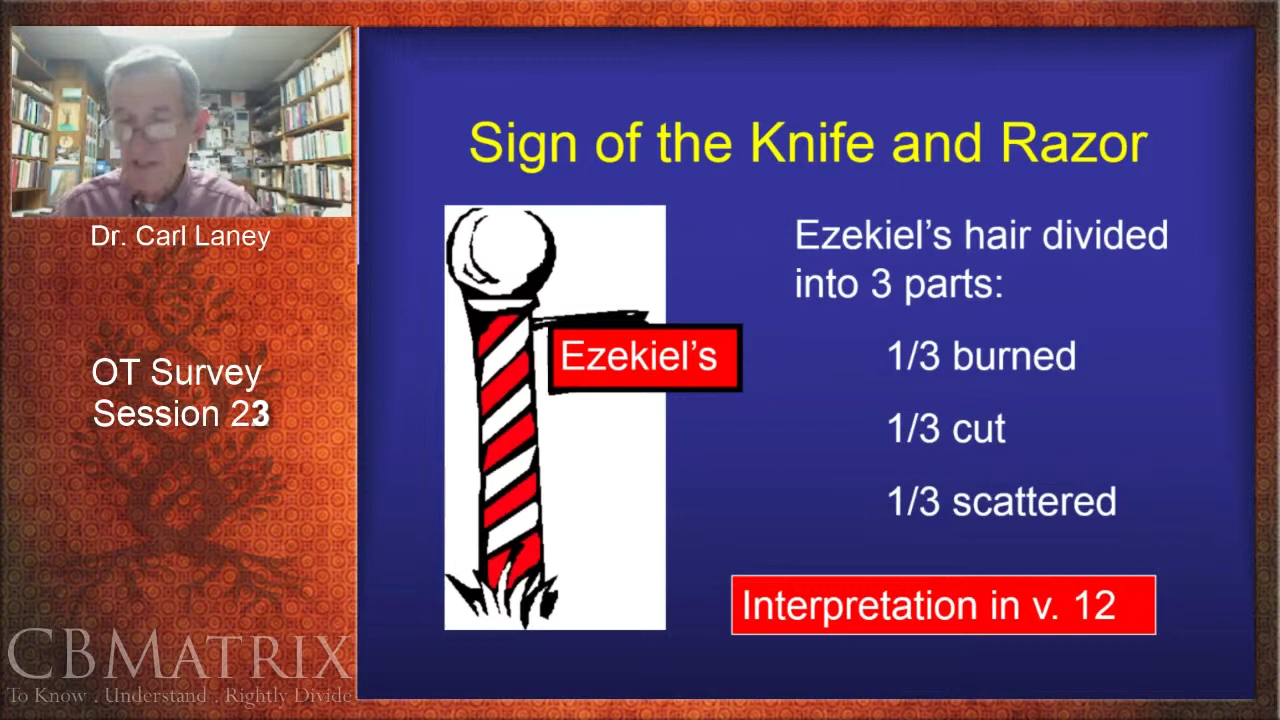 Dr. Carl Laney
OT Survey
Session 23
CBMATRIX
To Know . Understand . Rightly Divide
Sign of the Knife and Razor
Ezekiel's
Ezekiel's hair divided
into 3 parts:
1/3 burned
1/3 cut
1/3 scattered
Interpretation in v. 12